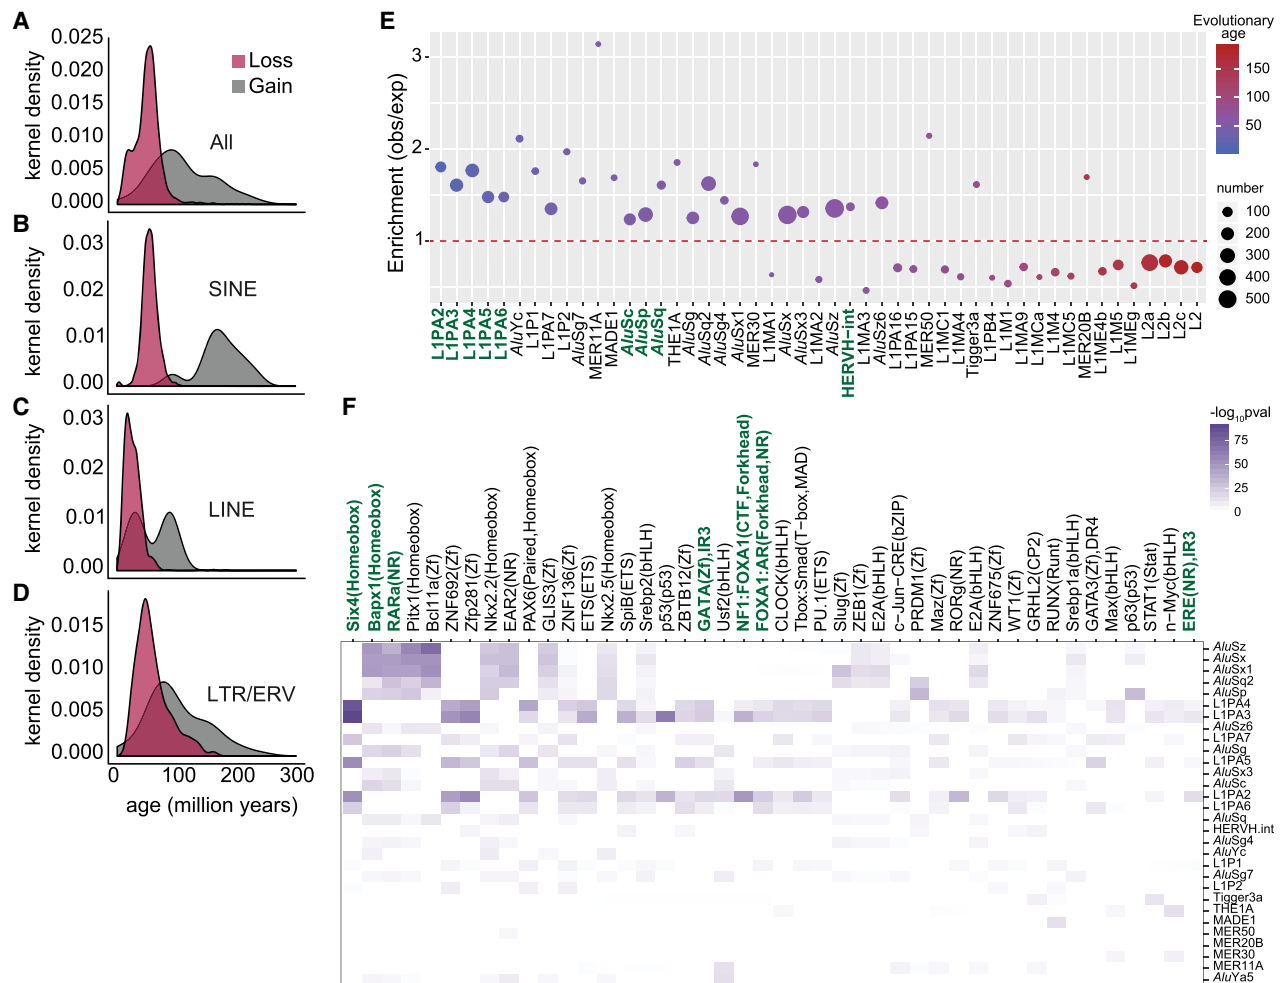 A
0.025
0.020
0.015
0.010
0.005
0.000
kernel density
Loss
Gain
All
B
0.03
0.02
0.01
0.00
kernel density
SINE
C
0.03
0.02
0.01
0.00
kernel density
LINE
D
0.015
0.010
0.005
0.000
kernel density
LTR/ERV
0 100 200 300
age (million years)
E
Enrichment (obs/exp)
3
2
1
L1PA2
L1PA3
L1PA4
L1PA5
L1PA6
AluYc
L1P1
L1PA7
L1P2
AluSg7
MER11A
MADE1
AluSc
AluSp
AluSq
THE1A
AluSg
AluSq2
AluSg4
AluSx1
MER30
L1MA1
AluSx
AluSx3
L1MA2
AluSz
HERVH−int
L1MA3
AluSz6
L1PA16
L1PA15
MER50
L1MC1
L1MA4
Tigger3a
L1PB4
L1M1
L1MA9
L1MCa
L1M4
L1MC5
MER20B
L1ME4b
L1M5
L1MEg
L2a
L2b
L2c
L2
Evolutionary
age
150
100
50
number
100
200
300
400
500
F
Six4(Homeobox)
Bapx1(Homeobox)
RARa(NR)
Pitx1(Homeobox)
Bcl11a(Zf)
ZNF692(Zf)
Zfp281(Zf)
Nkx2.2(Homeobox)
EAR2(NR)
PAX6(Paired,Homeobox)
GLIS3(Zf)
ZNF136(Zf)
ETS(ETS)
Nkx2.5(Homeobox)
SpiB(ETS)
Srebp2(bHLH)
p53(p53)
ZBTB12(Zf)
GATA(Zf),IR3
Usf2(bHLH)
NF1:FOXA1(CTF,Forkhead)
FOXA1:AR(Forkhead,NR)
CLOCK(bHLH)
Tbox:Smad(T−box,MAD)
PU.1(ETS)
Slug(Zf)
ZEB1(Zf)
E2A(bHLH)
c−Jun−CRE(bZIP)
PRDM1(Zf)
Maz(Zf)
RORg(NR)
E2A(bHLH)
ZNF675(Zf)
WT1(Zf)
GRHL2(CP2)
RUNX(Runt)
Srebp1a(bHLH)
GATA3(Zf),DR4
Max(bHLH)
p63(p53)
STAT1(Stat)
n−Myc(bHLH)
ERE(NR),IR3
-log10pval
75
50
25
0
AluSz
AluSx
AluSx1
AluSq2
AluSp
L1PA4
L1PA3
AluSz6
L1PA7
AluSg
L1PA5
AluSx3
AluSc
L1PA2
L1PA6
AluSq
HERVH.int
AluSg4
AluYc
L1P1
AluSg7
L1P2
Tigger3a
THE1A
MADE1
MER50
MER20B
MER30
MER11A
AluYa5